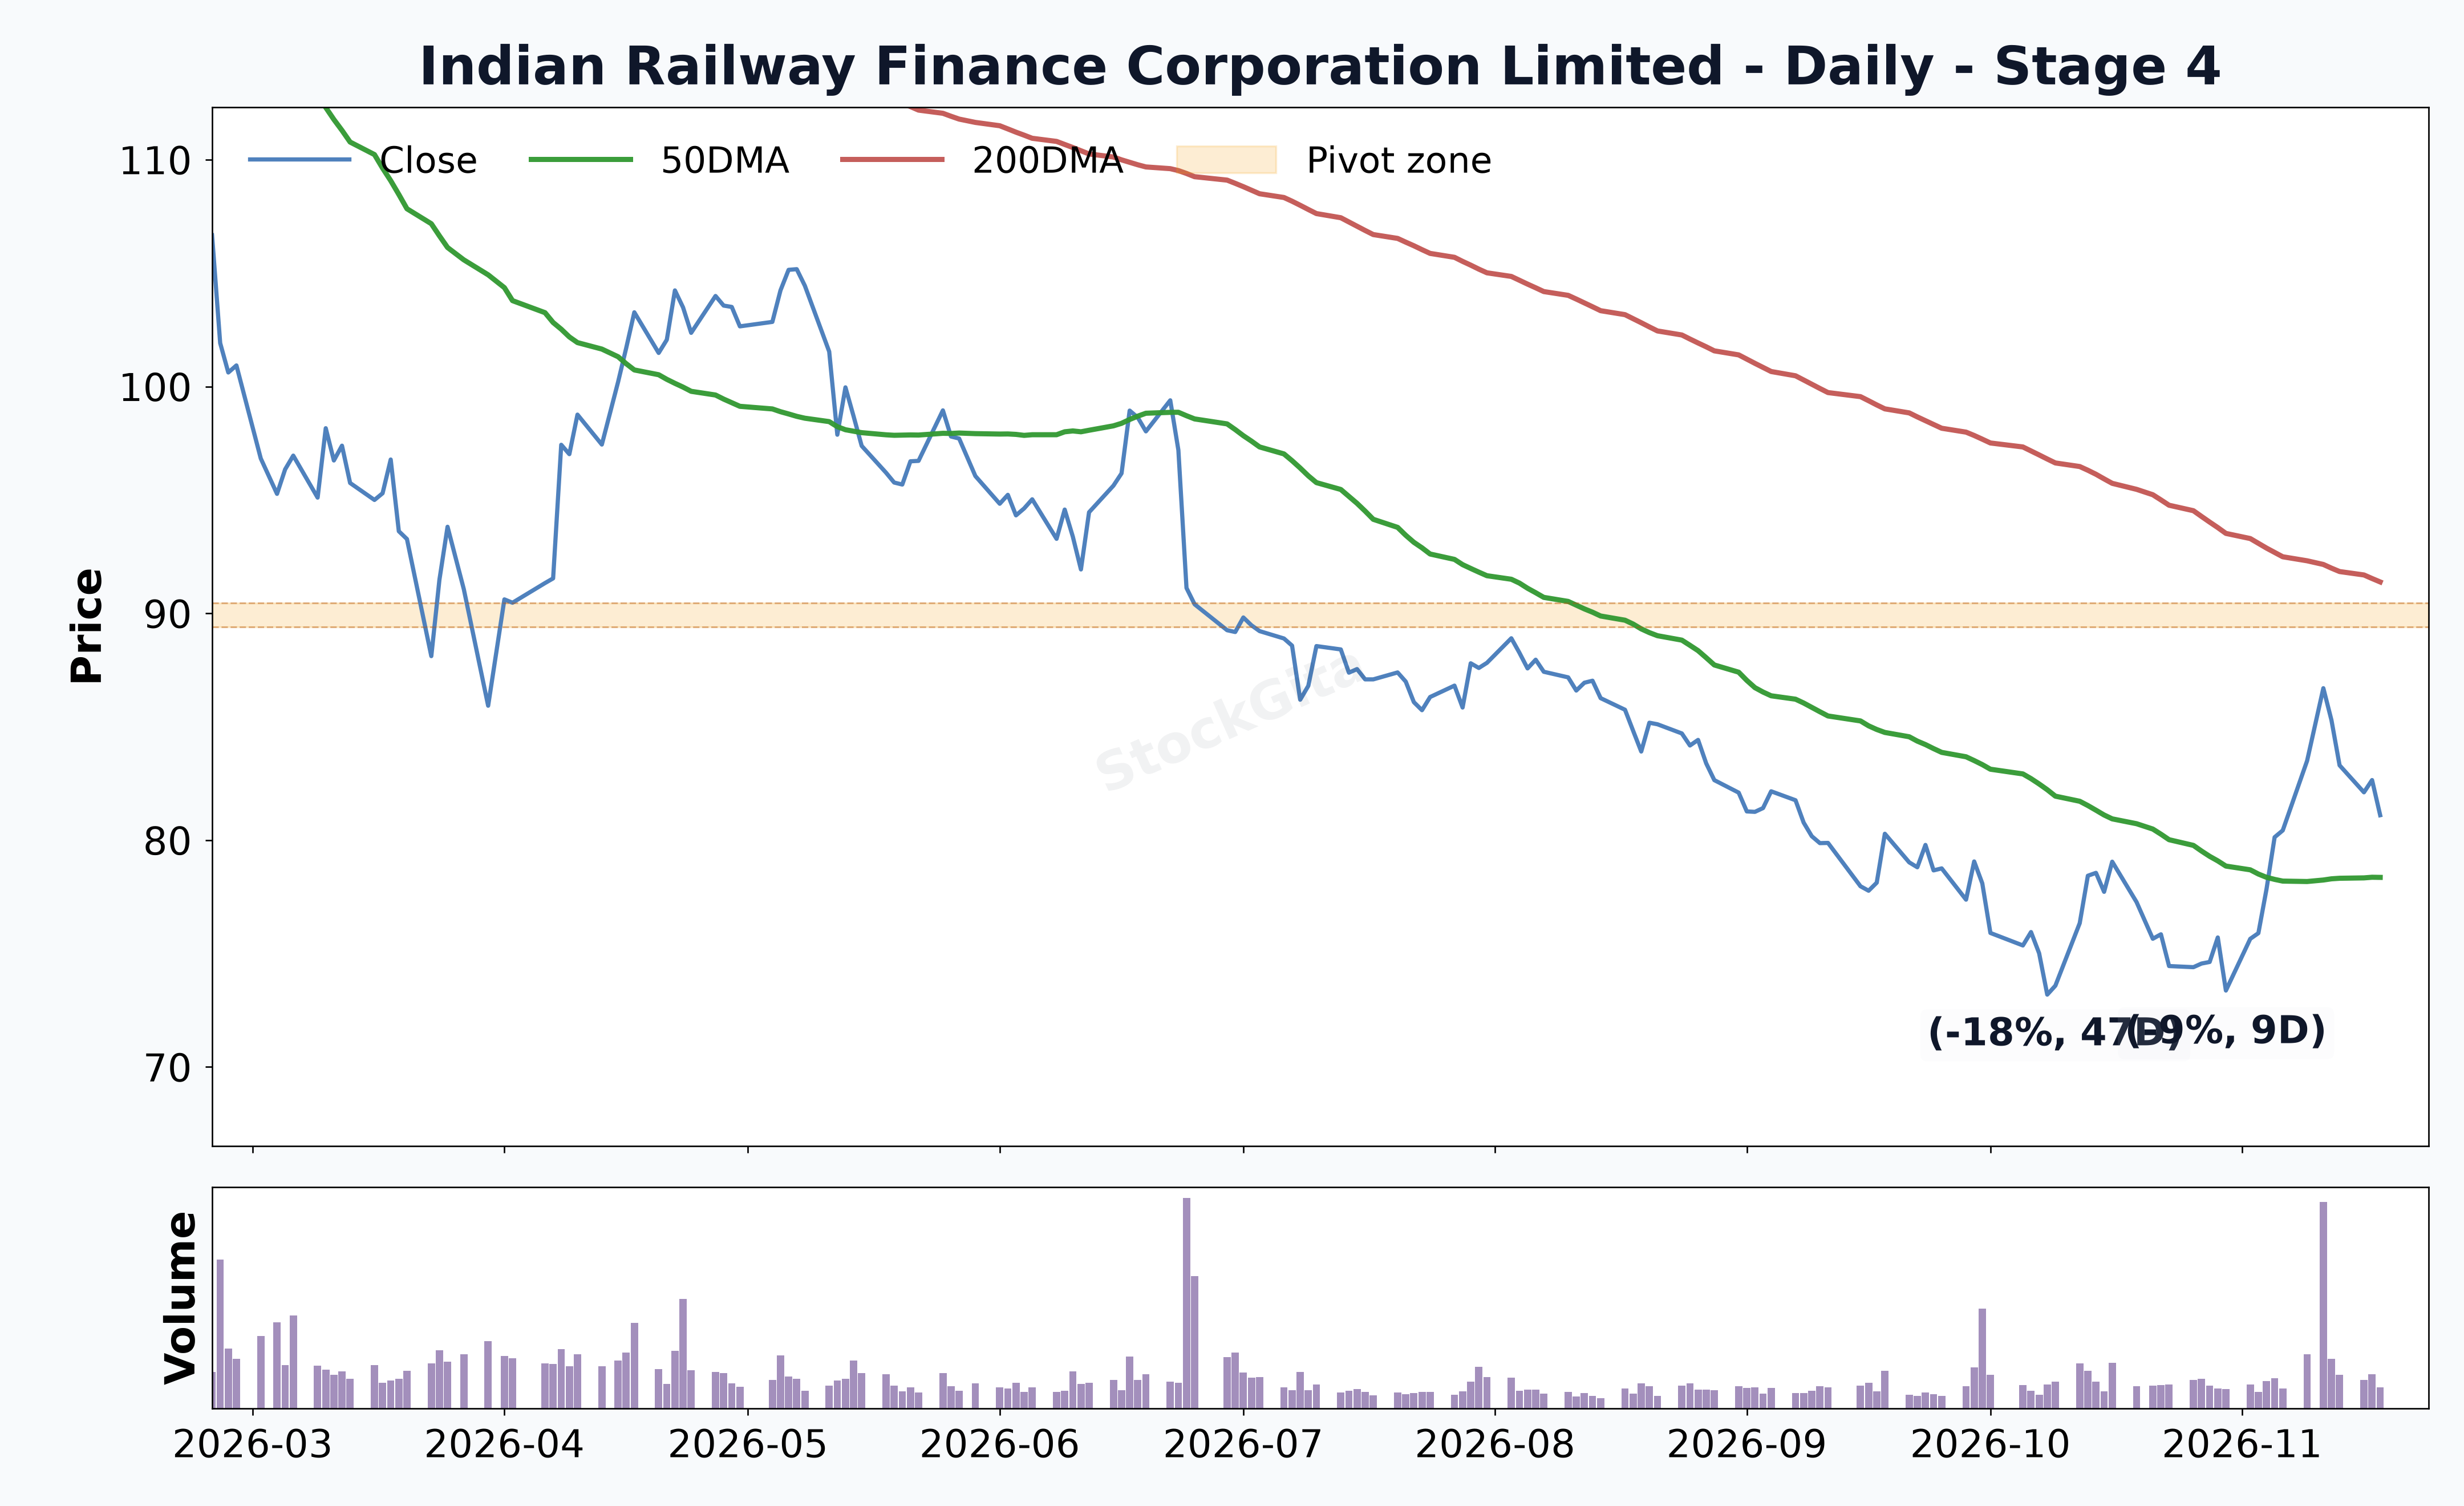 Indian Railway Finance Corporation Limited - Daily - Stage 4
Close 50DMA 200DMA Pivot zone
110
100
90
80
70
Price
StockGita
(-18%, 47D) (-9%, 9D)
Volume
2026-03 2026-04 2026-05 2026-06 2026-07 2026-08 2026-09 2026-10 2026-11